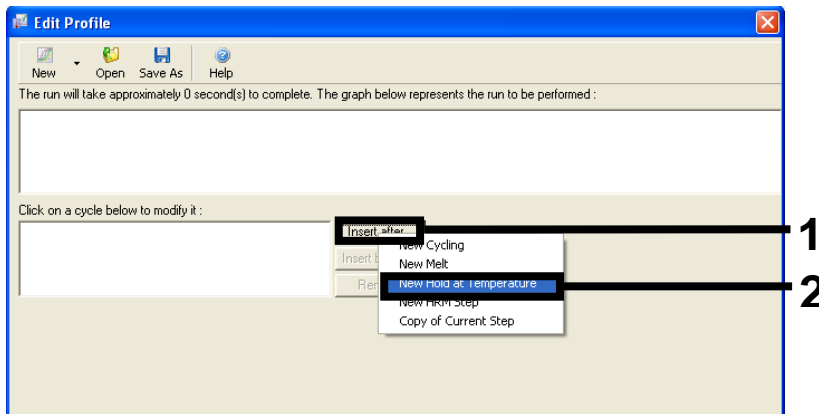 Edit Profile
New Open Save As Help
The run will take approximately 0 second(s) to complete. The graph below represents the run to be performed :
Click on a cycle below to modify it :
Insert after...
1
New Cycling
Insert b
New Melt
Rem
New Hold at Temperature
2
New HRM Step
Copy of Current Step